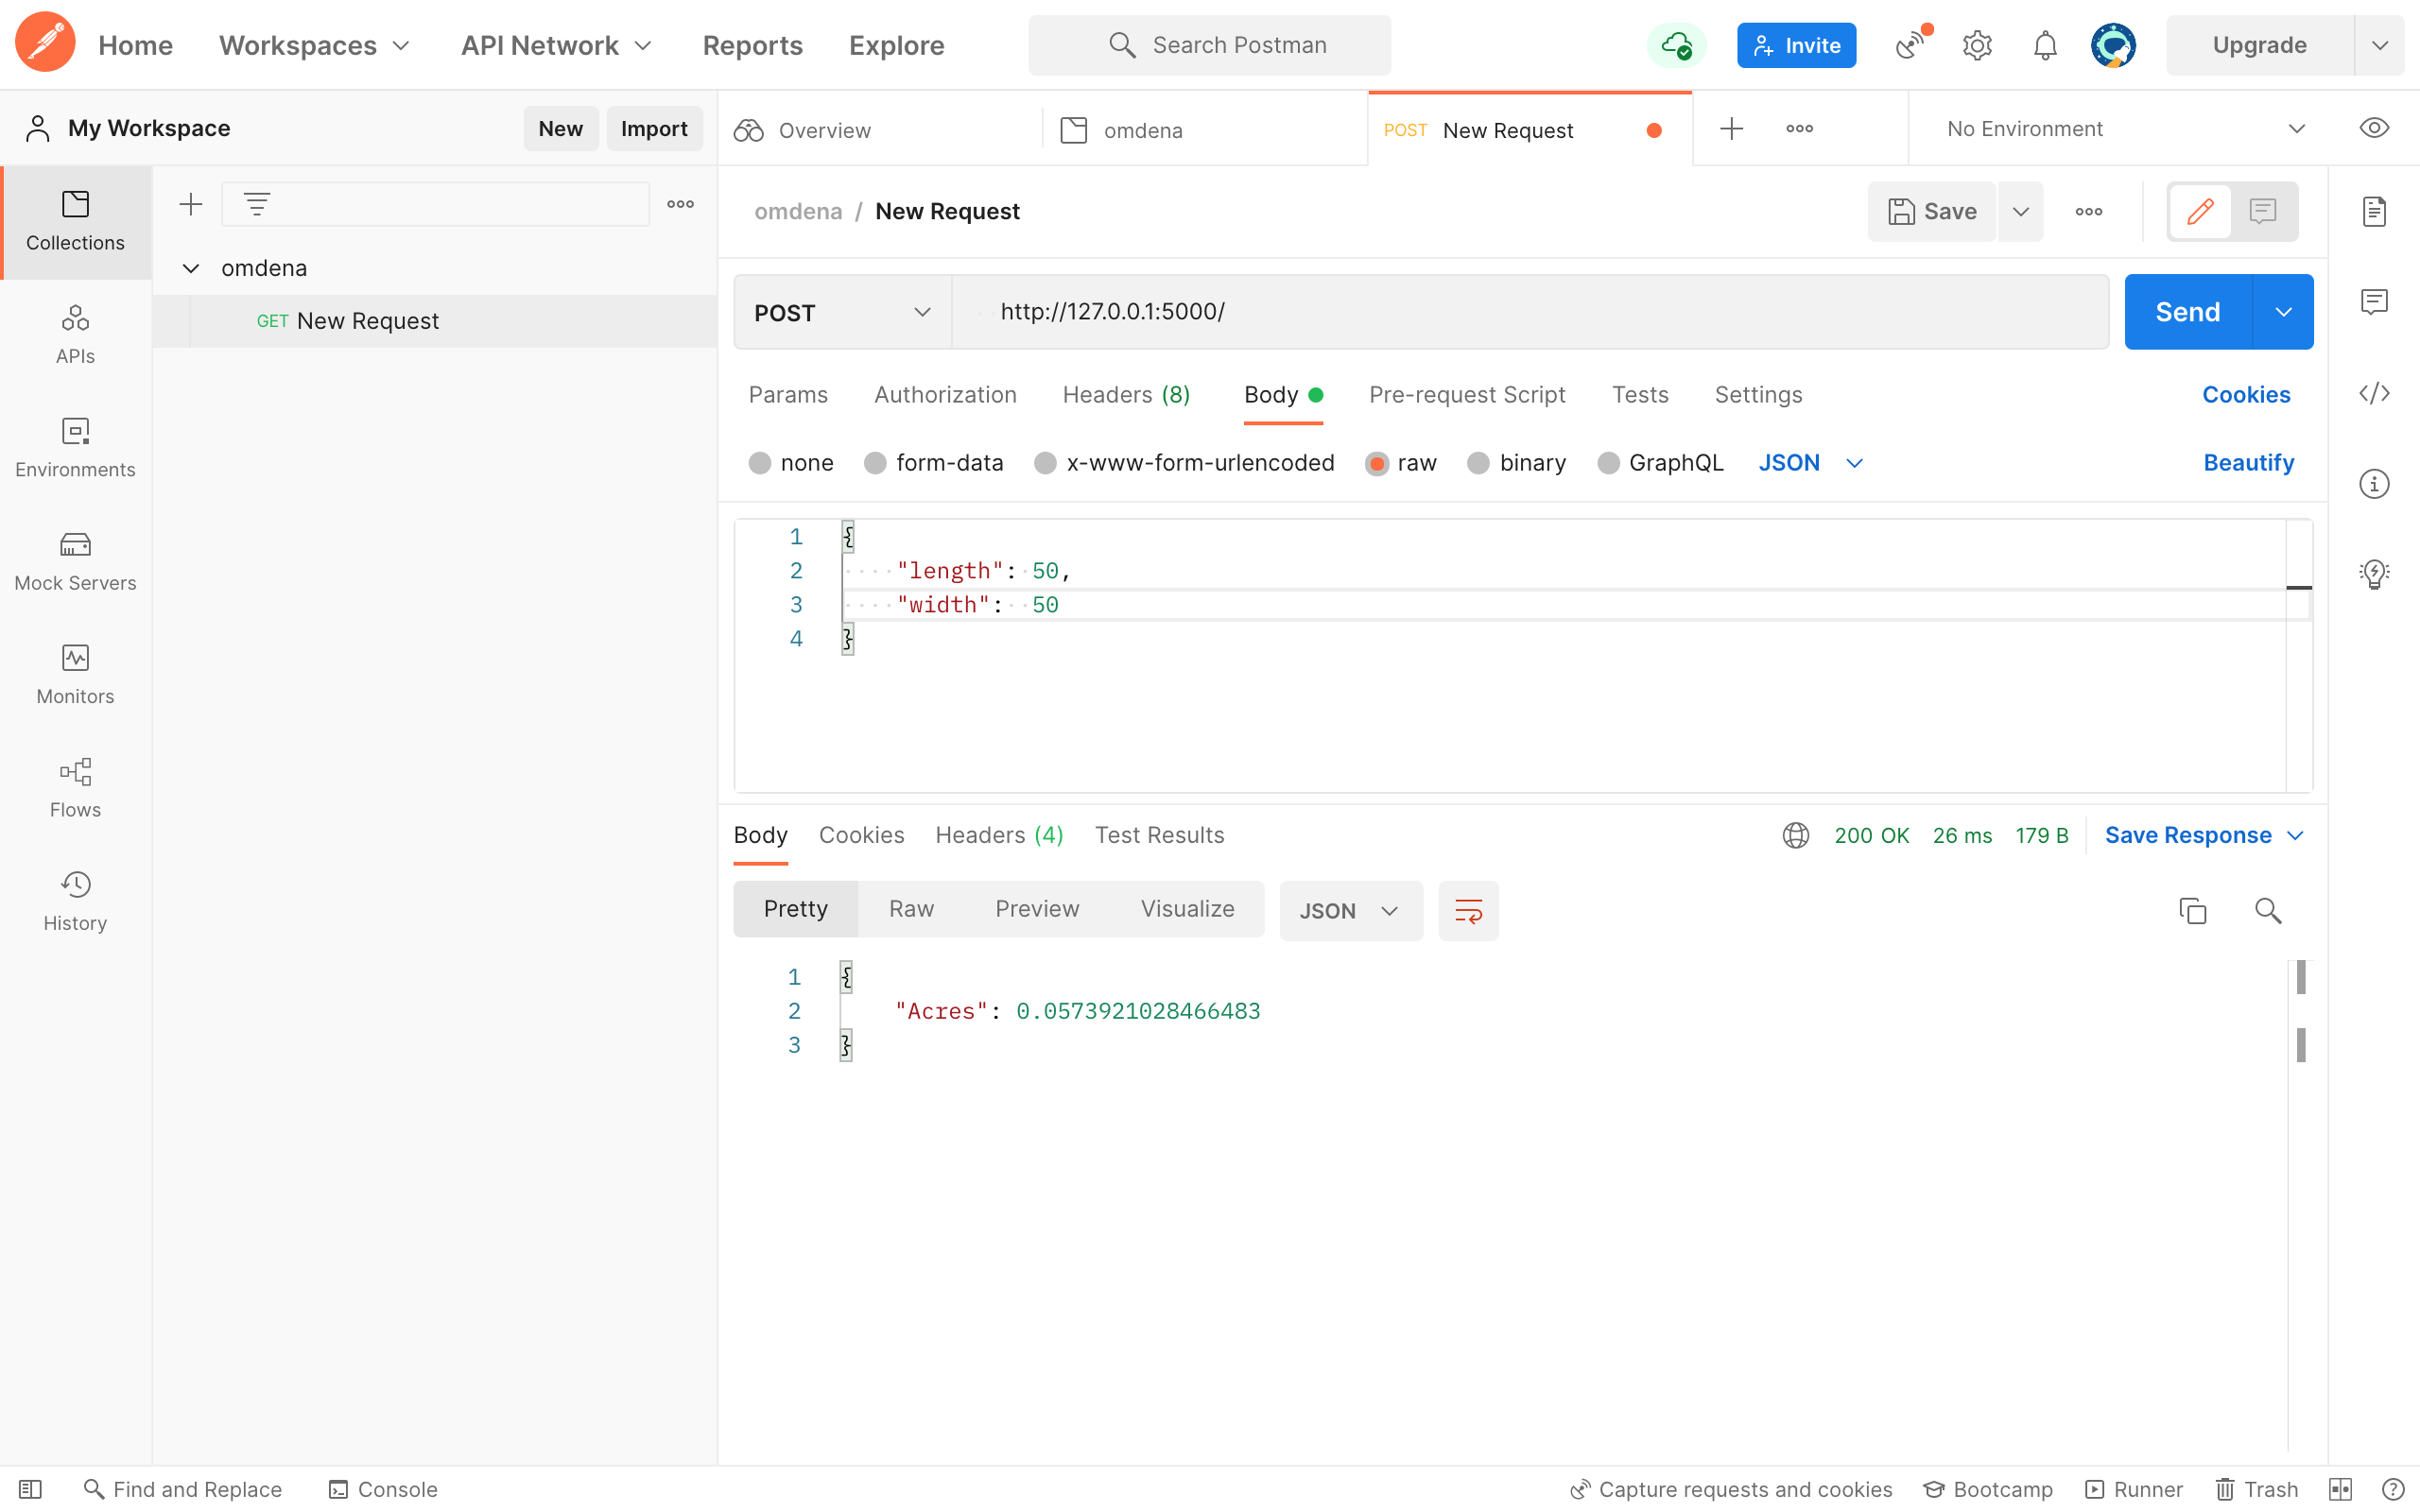 Home Workspaces API Network Reports Explore Search Postman Invite Upgrade
My Workspace New Import Overview omdena POST New Request No Environment
Collections
omdena / New Request Save
omdena
GET New Request
POST http://127.0.0.1:5000/ Send
APIs
Params Authorization Headers (8) Body Pre-request Script Tests Settings Cookies
Environments
none form-data x-www-form-urlencoded raw binary GraphQL JSON Beautify
Mock Servers
1 {
2 "length": 50,
3 "width": 50
4 }
Monitors
Flows
Body Cookies Headers (4) Test Results 200 OK 26 ms 179 B Save Response
History
Pretty Raw Preview Visualize JSON
1 {
2 "Acres": 0.0573921028466483
3 }
Find and Replace Console Capture requests and cookies Bootcamp Runner Trash